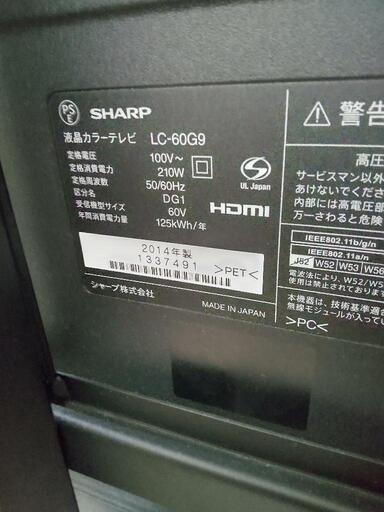 PS E
SHARP
液晶カラーテレビ LC-60G9
定格電圧 100V~
定格消費電力 210W
定格周波数 50/60Hz
区分名 DG1
受信機型サイズ 60V
年間消費電力量 125kWh/年
UL Japan
HDMI
2014年製
1337491
>PET<
シャープ株式会社
MADE IN JAPAN
警告
高圧
サービスマン以外
あけないでください
内部には高電圧部
万一さわると危険
IEEE802.11b/g/n
IEEE802.11a/n
J52 W52 W53 W56
電波法により、W52/W5
使用は禁止されていま
本機器は、技術基準適合
無線モジュールが入ってい
>PC<